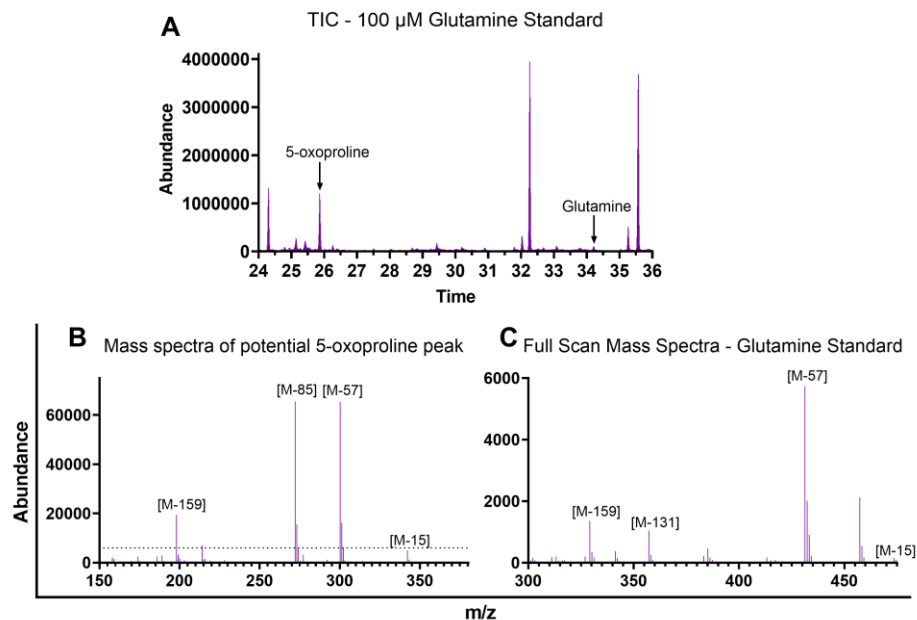 A
TIC - 100 µM Glutamine Standard
4000000
3000000
2000000
1000000
0
Abundance
5-oxoproline
Glutamine
24 25 26 27 28 29 30 31 32 33 34 35 36
Time
B
Mass spectra of potential 5-oxoproline peak
60000
40000
20000
0
Abundance
[M-85]
[M-57]
[M-159]
[M-15]
150 200 250 300 350
C
Full Scan Mass Spectra - Glutamine Standard
6000
4000
2000
0
[M-57]
[M-159]
[M-131]
[M-15]
300 350 400 450
m/z